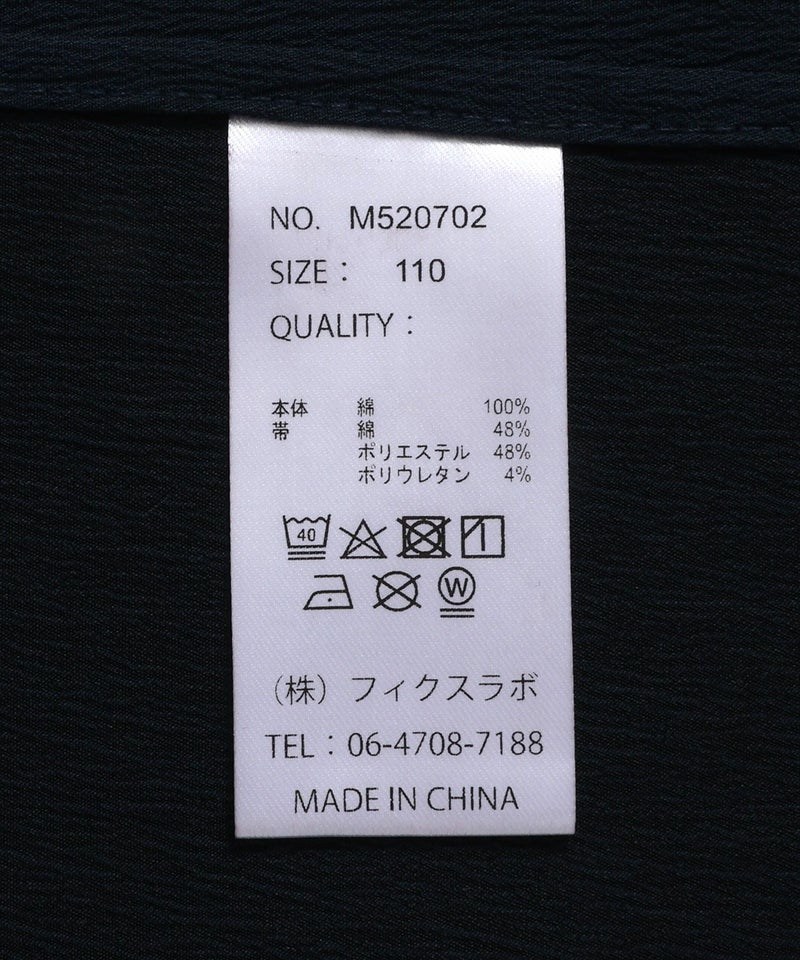 NO. M520702
SIZE： 110
QUALITY：
本体 綿 100%
帯 綿 48%
ポリエステル 48%
ポリウレタン 4%
40
W
（株）フィクスラボ
TEL：06-4708-7188
MADE IN CHINA